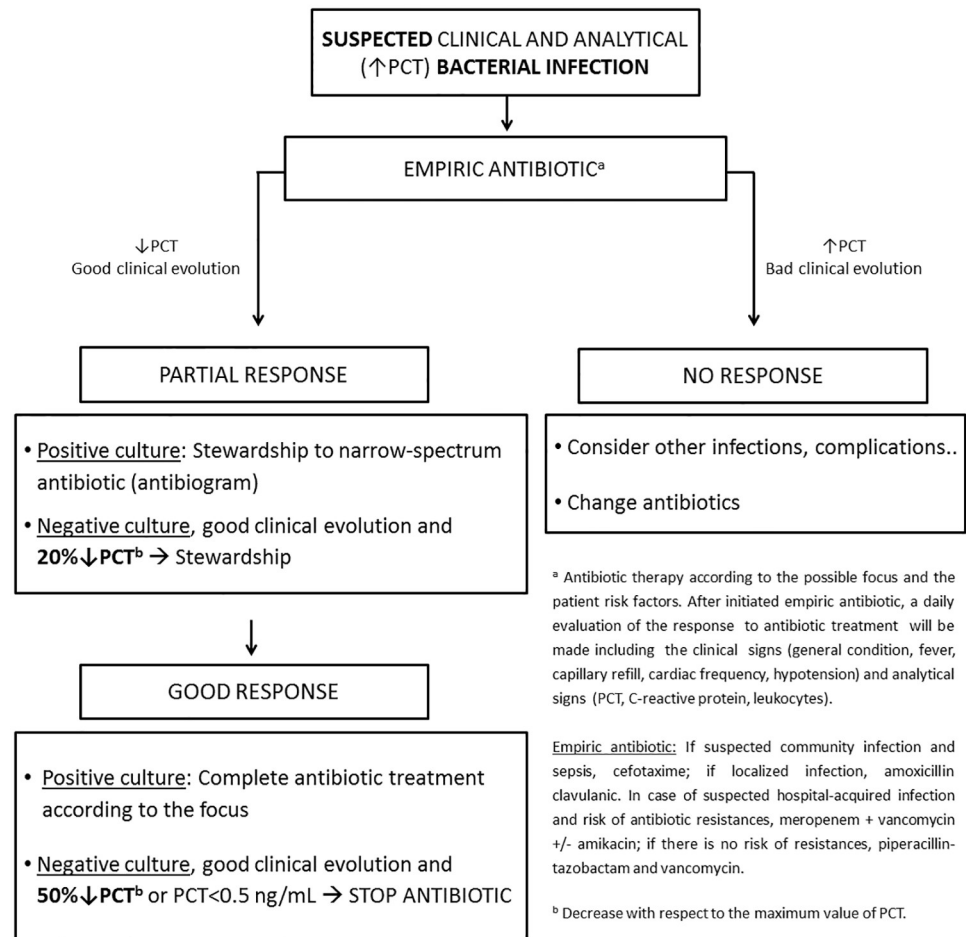 SUSPECTED CLINICAL AND ANALYTICAL
(↑PCT) BACTERIAL INFECTION
EMPIRIC ANTIBIOTICᵃ
↓PCT
Good clinical evolution
↑PCT
Bad clinical evolution
PARTIAL RESPONSE
• Positive culture: Stewardship to narrow-spectrum
antibiotic (antibiogram)
• Negative culture, good clinical evolution and
20%↓PCTᵇ → Stewardship
GOOD RESPONSE
• Positive culture: Complete antibiotic treatment
according to the focus
• Negative culture, good clinical evolution and
50%↓PCTᵇ or PCT<0.5 ng/mL → STOP ANTIBIOTIC
NO RESPONSE
• Consider other infections, complications..
• Change antibiotics
ᵃ Antibiotic therapy according to the possible focus and the
patient risk factors. After initiated empiric antibiotic, a daily
evaluation of the response to antibiotic treatment will be
made including the clinical signs (general condition, fever,
capillary refill, cardiac frequency, hypotension) and analytical
signs (PCT, C-reactive protein, leukocytes).
Empiric antibiotic: If suspected community infection and
sepsis, cefotaxime; if localized infection, amoxicillin
clavulanic. In case of suspected hospital-acquired infection
and risk of antibiotic resistances, meropenem + vancomycin
+/- amikacin; if there is no risk of resistances, piperacillin-
tazobactam and vancomycin.
ᵇ Decrease with respect to the maximum value of PCT.